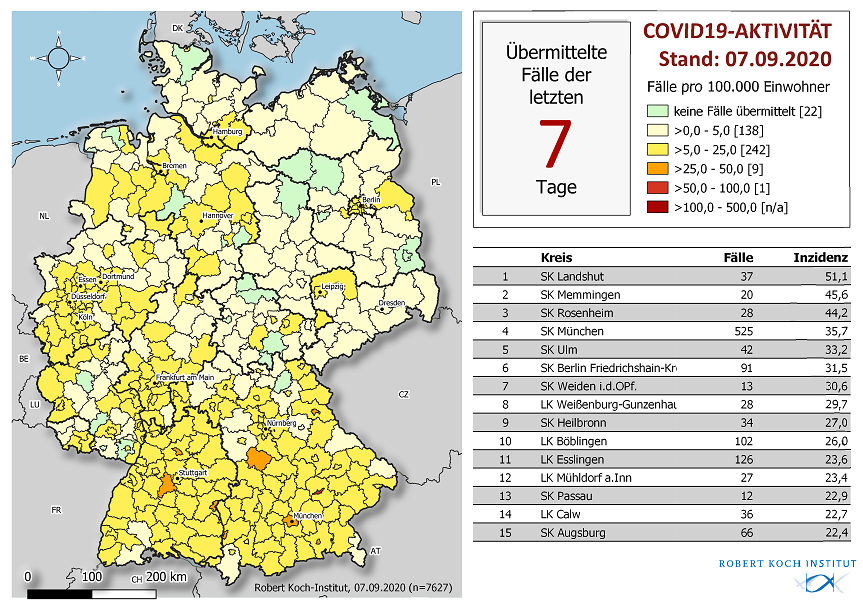 DK
NL
BE
LU
FR
CH
AT
CZ
PL
Hamburg
Bremen
Hannover
Berlin
Essen
Dortmund
Düsseldorf
Köln
Leipzig
Dresden
Frankfurt am Main
Nürnberg
Stuttgart
München
0 100 200 km
Robert Koch-Institut, 07.09.2020 (n=7627)
Übermittelte
Fälle der
letzten
7
Tage
COVID19-AKTIVITÄT
Stand: 07.09.2020
Fälle pro 100.000 Einwohner
keine Fälle übermittelt [22]
>0,0 - 5,0 [138]
>5,0 - 25,0 [242]
>25,0 - 50,0 [9]
>50,0 - 100,0 [1]
>100,0 - 500,0 [n/a]
Kreis Fälle Inzidenz
1 SK Landshut 37 51,1
2 SK Memmingen 20 45,6
3 SK Rosenheim 28 44,2
4 SK München 525 35,7
5 SK Ulm 42 33,2
6 SK Berlin Friedrichshain-Kr 91 31,5
7 SK Weiden i.d.OPf. 13 30,6
8 LK Weißenburg-Gunzenhau 28 29,7
9 SK Heilbronn 34 27,0
10 LK Böblingen 102 26,0
11 LK Esslingen 126 23,6
12 LK Mühldorf a.Inn 27 23,4
13 SK Passau 12 22,9
14 LK Calw 36 22,7
15 SK Augsburg 66 22,4
ROBERT KOCH INSTITUT